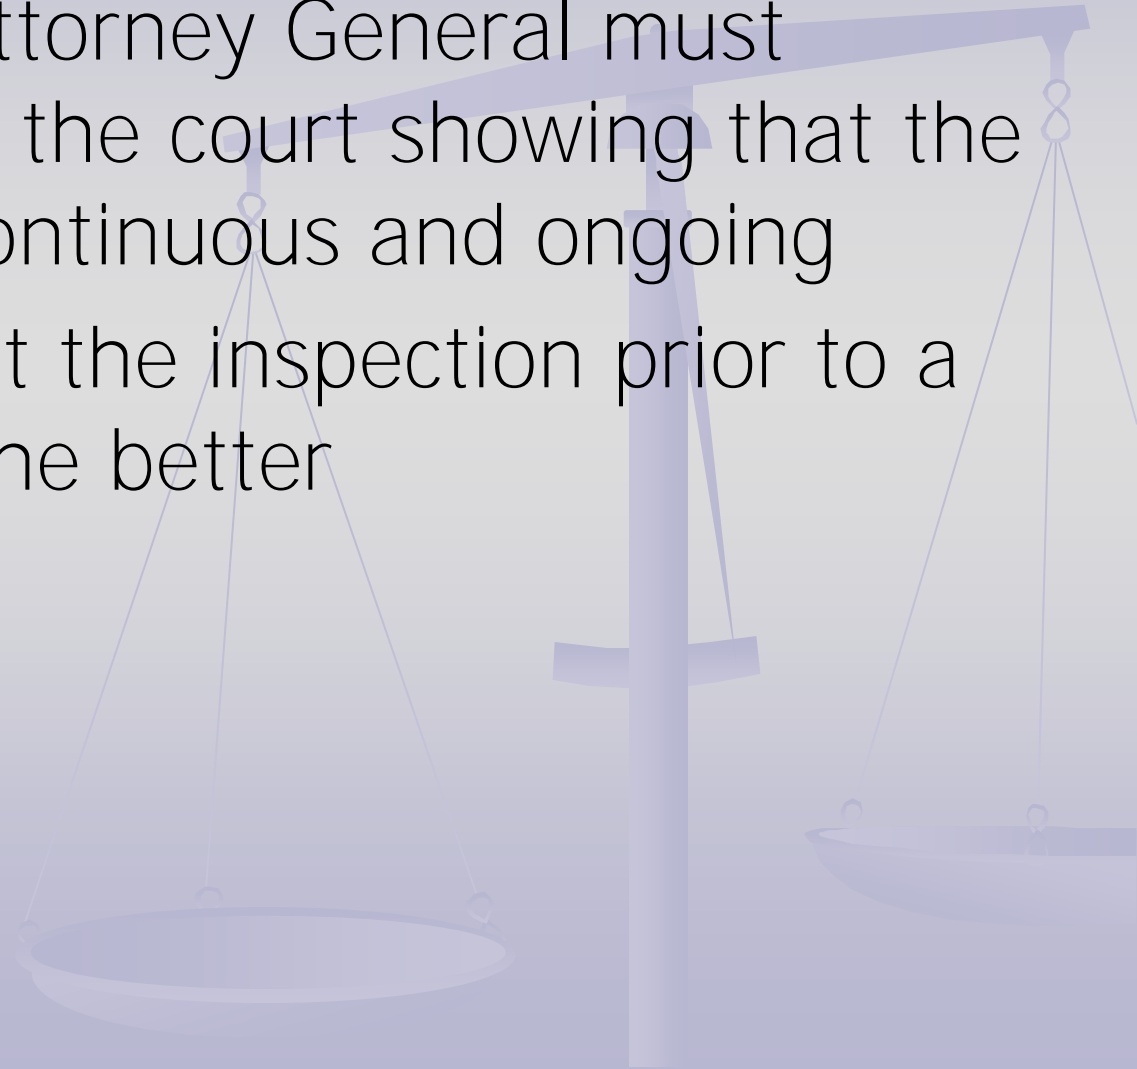 ttorney General must
the court showing that the
ontinuous and ongoing
t the inspection prior to a
he better